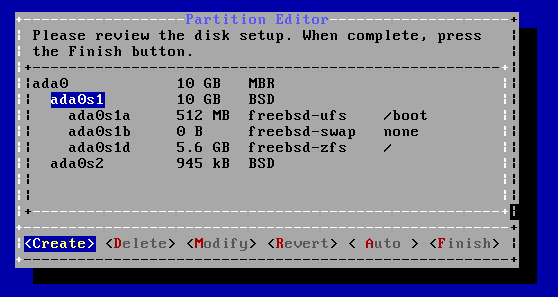 Partition Editor
Please review the disk setup. When complete, press
the Finish button.
ada0 10 GB MBR
ada0s1 10 GB BSD
ada0s1a 512 MB freebsd-ufs /boot
ada0s1b 0 B freebsd-swap none
ada0s1d 5.6 GB freebsd-zfs /
ada0s2 945 kB BSD
<Create> <Delete> <Modify> <Revert> < Auto > <Finish>